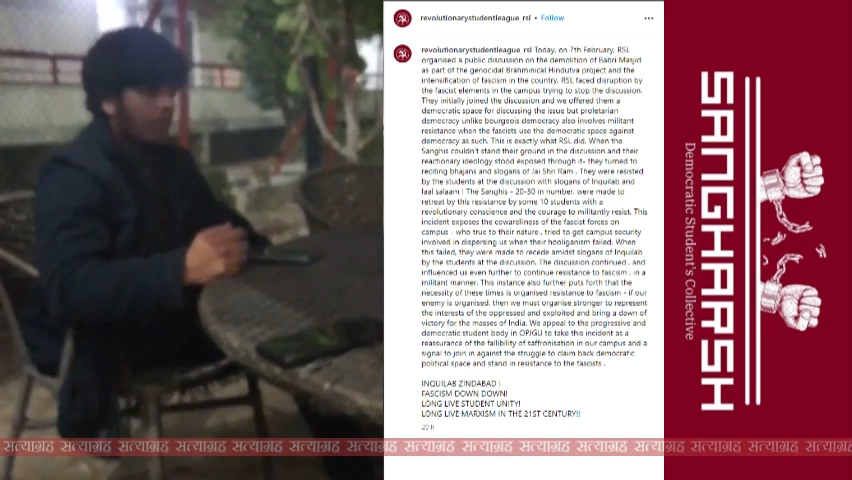 revolutionarystudentleague_rsl • Follow
revolutionarystudentleague_rsl Today, on 7th February, RSL
organised a public discussion on the demolition of Babri Masjid
as part of the genocidal Brahminical Hindutva project and the
intensification of fascism in the country. RSL faced disruption by
the fascist elements in the campus trying to stop the discussion.
They initially joined the discussion and we offered them a
democratic space for discussing the issue but proletarian
democracy unlike bourgeois democracy also involves militant
resistance when the fascists use the democratic space against
democracy as such. This is exactly what RSL did. When the
Sanghis couldn't stand their ground in the discussion and their
reactionary ideology stood exposed through it- they turned to
reciting bhajans and slogans of Jai Shri Ram . They were resisted
by the students at the discussion with slogans of Inquilab and
laal salaam ! The Sanghis - 20-30 in number, were made to
retreat by this resistance by some 10 students with a
revolutionary conscience and the courage to militantly resist. This
incident exposes the cowardliness of the fascist forces on
campus - who true to their nature , tried to get campus security
involved in dispersing us when their hooliganism failed. When
this failed, they were made to recede amidst slogans of Inquilab
by the students at the discussion. The discussion continued , and
influenced us even further to continue resistance to fascism , in a
militant manner. This instance also further puts forth that the
necessity of these times is organised resistance to fascism - if our
enemy is organised, then we must organise stronger to represent
the interests of the oppressed and exploited and bring a dawn of
victory for the masses of India. We appeal to the progressive and
democratic student body in OPJGU to take this incident as a
reassurance of the fallibility of saffronisation in our campus and a
signal to join in against the struggle to claim back democratic
political space and stand in resistance to the fascists .
INQUILAB ZINDABAD !
FASCISM DOWN DOWN!
LONG LIVE STUDENT UNITY!
LONG LIVE MARXISM IN THE 21ST CENTURY!!
20 h
SANGHARSH
Democratic Student's Collective
सत्याग्रह सत्याग्रह सत्याग्रह सत्याग्रह सत्याग्रह सत्याग्रह सत्याग्रह सत्याग्रह सत्याग्रह सत्याग्रह सत्याग्रह सत्याग्रह सत्याग्रह सत्याग्रह